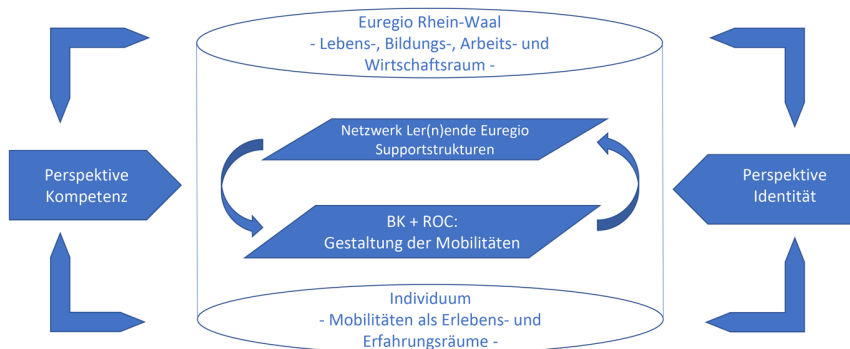 Euregio Rhein-Waal
- Lebens-, Bildungs-, Arbeits- und
Wirtschaftsraum -
Netzwerk Ler(n)ende Euregio
Supportstrukturen
Perspektive
Kompetenz
Perspektive
Identität
BK + ROC:
Gestaltung der Mobilitäten
Individuum
- Mobilitäten als Erlebens- und
Erfahrungsräume -